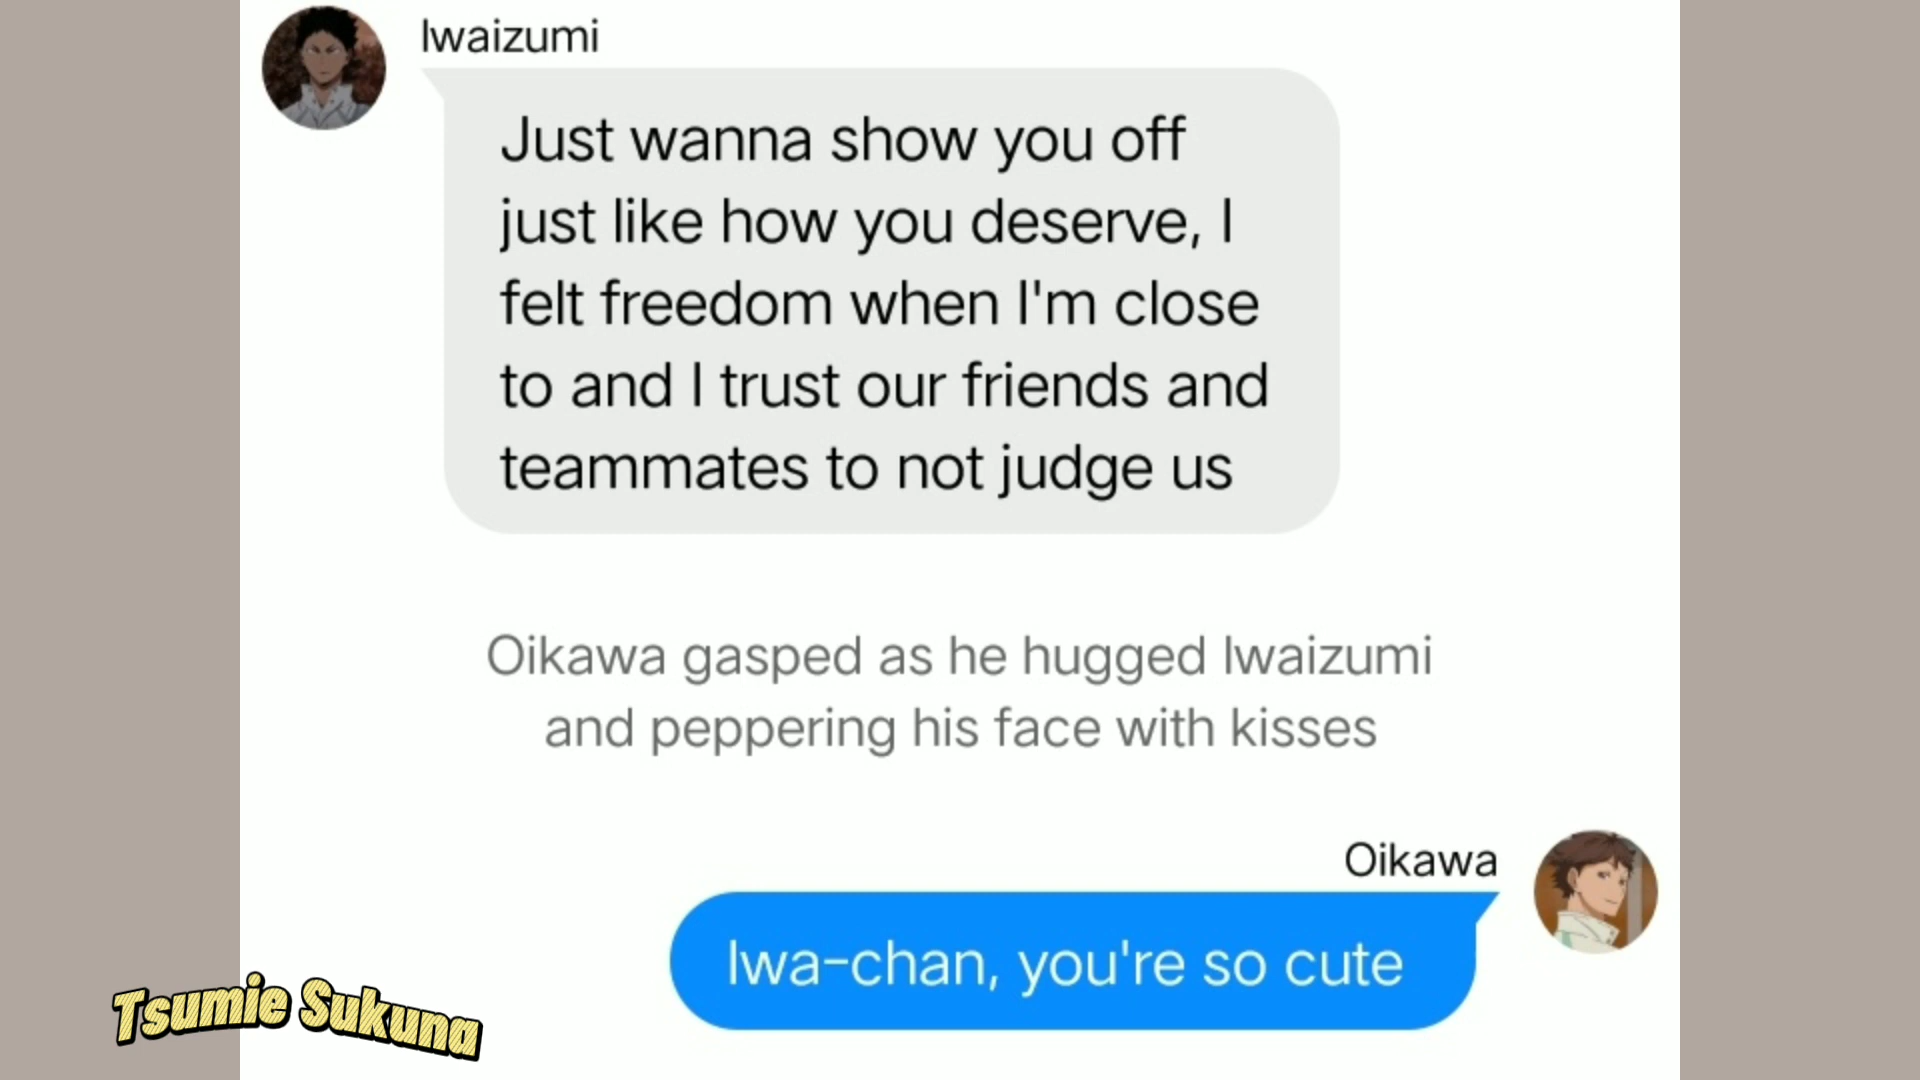 Iwaizumi
Just wanna show you off
just like how you deserve, I
felt freedom when I'm close
to and I trust our friends and
teammates to not judge us
Oikawa gasped as he hugged Iwaizumi
and peppering his face with kisses
Oikawa
Iwa-chan, you're so cute
Tsumie Sukuna